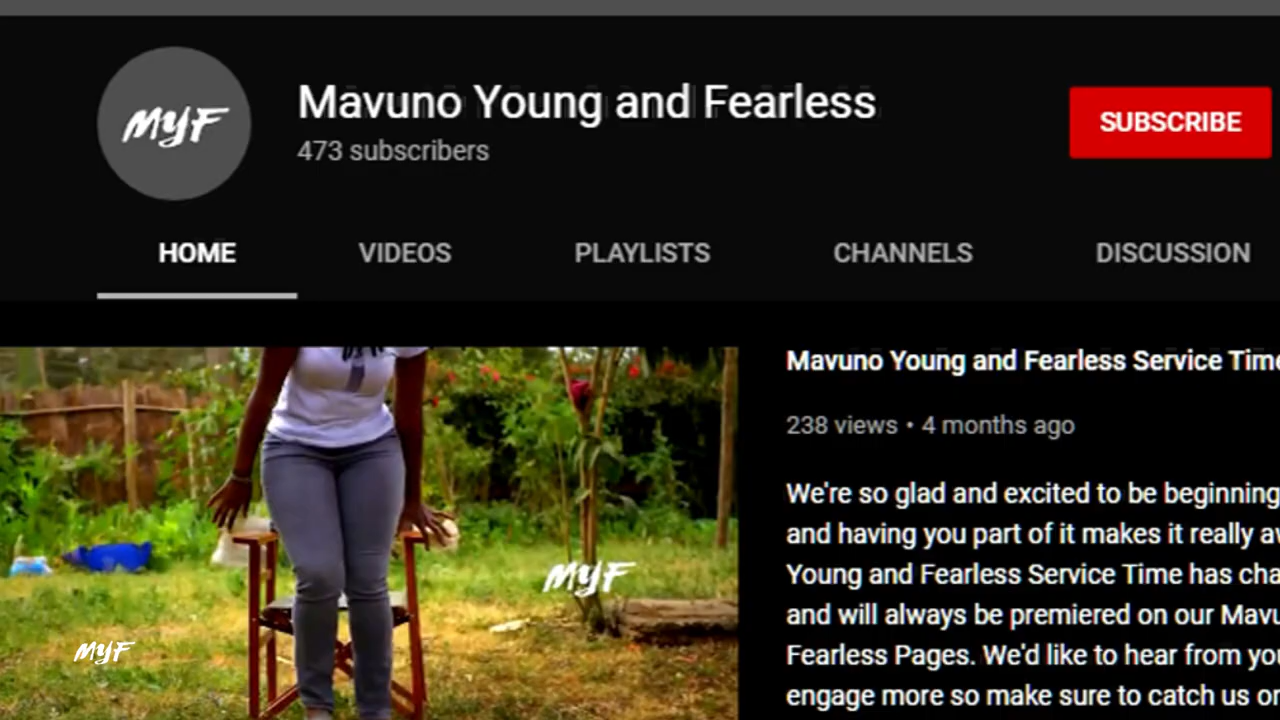 MYF
Mavuno Young and Fearless
473 subscribers
SUBSCRIBE
HOME VIDEOS PLAYLISTS CHANNELS DISCUSSION
Mavuno Young and Fearless Service Time
238 views • 4 months ago
We're so glad and excited to be beginning
and having you part of it makes it really
Young and Fearless Service Time has
and will always be premiered on our
Fearless Pages. We'd like to hear from
engage more so make sure to catch us
MYF
MYF